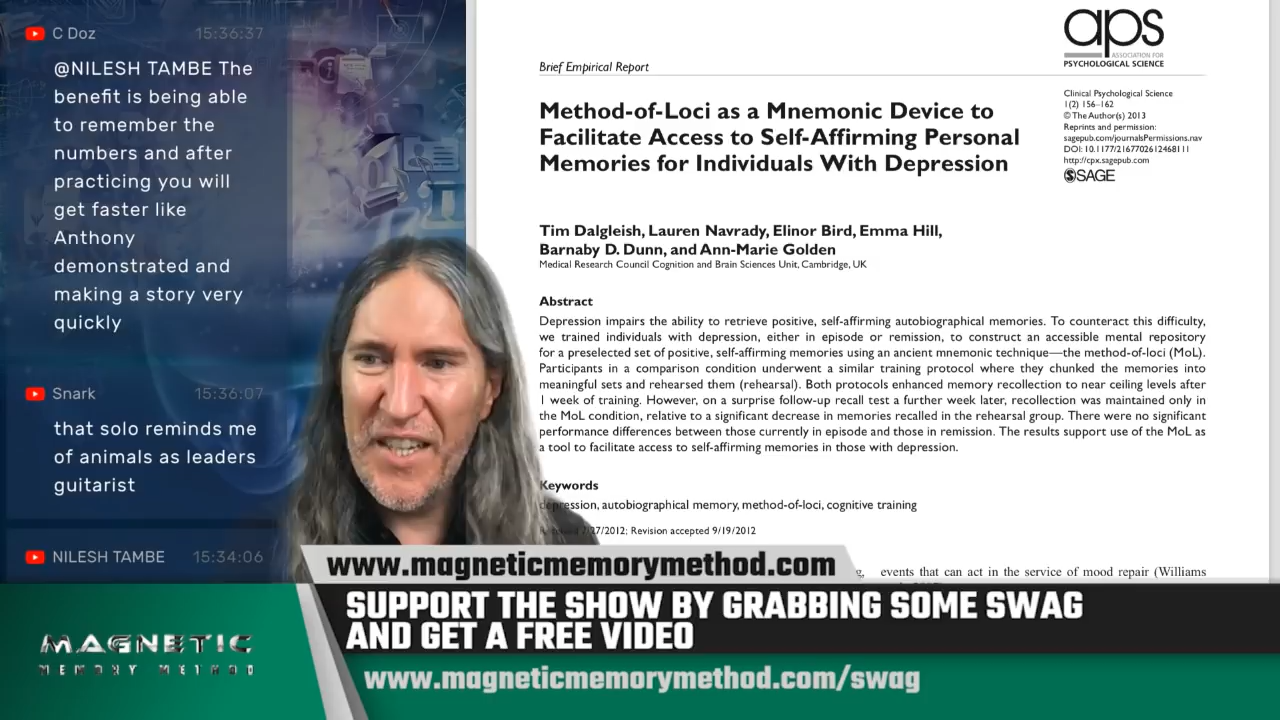 C Doz 15:36:37
@NILESH TAMBE The
benefit is being able
to remember the
numbers and after
practicing you will
get faster like
Anthony
demonstrated and
making a story very
quickly
Snark 15:36:07
that solo reminds me
of animals as leaders
guitarist
NILESH TAMBE 15:34:06
aps
ASSOCIATION FOR
PSYCHOLOGICAL SCIENCE
Brief Empirical Report
Method-of-Loci as a Mnemonic Device to
Facilitate Access to Self-Affirming Personal
Memories for Individuals With Depression
Clinical Psychological Science
1(2) 156–162
© The Author(s) 2013
Reprints and permission:
sagepub.com/journalsPermissions.nav
DOI: 10.1177/2167702612468111
http://cpx.sagepub.com
SAGE
Tim Dalgleish, Lauren Navrady, Elinor Bird, Emma Hill,
Barnaby D. Dunn, and Ann-Marie Golden
Medical Research Council Cognition and Brain Sciences Unit, Cambridge, UK
Abstract
Depression impairs the ability to retrieve positive, self-affirming autobiographical memories. To counteract this difficulty,
we trained individuals with depression, either in episode or remission, to construct an accessible mental repository
for a preselected set of positive, self-affirming memories using an ancient mnemonic technique—the method-of-loci (MoL).
Participants in a comparison condition underwent a similar training protocol where they chunked the memories into
meaningful sets and rehearsed them (rehearsal). Both protocols enhanced memory recollection to near ceiling levels after
1 week of training. However, on a surprise follow-up recall test a further week later, recollection was maintained only in
the MoL condition, relative to a significant decrease in memories recalled in the rehearsal group. There were no significant
performance differences between those currently in episode and those in remission. The results support use of the MoL as
a tool to facilitate access to self-affirming memories in those with depression.
Keywords
depression, autobiographical memory, method-of-loci, cognitive training
7/27/2012; Revision accepted 9/19/2012
events that can act in the service of mood repair (Williams
www.magneticmemorymethod.com
SUPPORT THE SHOW BY GRABBING SOME SWAG
AND GET A FREE VIDEO
www.magneticmemorymethod.com/swag
MAGNETIC
MEMORY METHOD